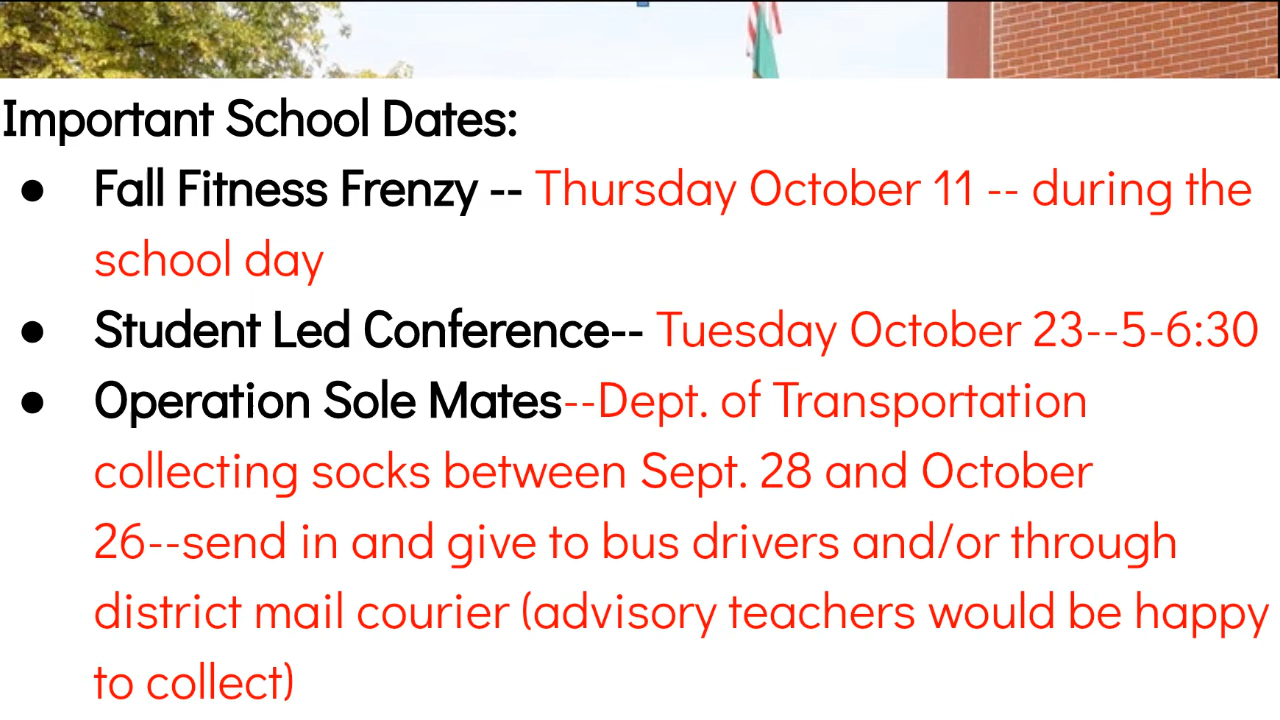 Important School Dates:
● Fall Fitness Frenzy -- Thursday October 11 -- during the
school day
● Student Led Conference-- Tuesday October 23--5-6:30
● Operation Sole Mates--Dept. of Transportation
collecting socks between Sept. 28 and October
26--send in and give to bus drivers and/or through
district mail courier (advisory teachers would be happy
to collect)